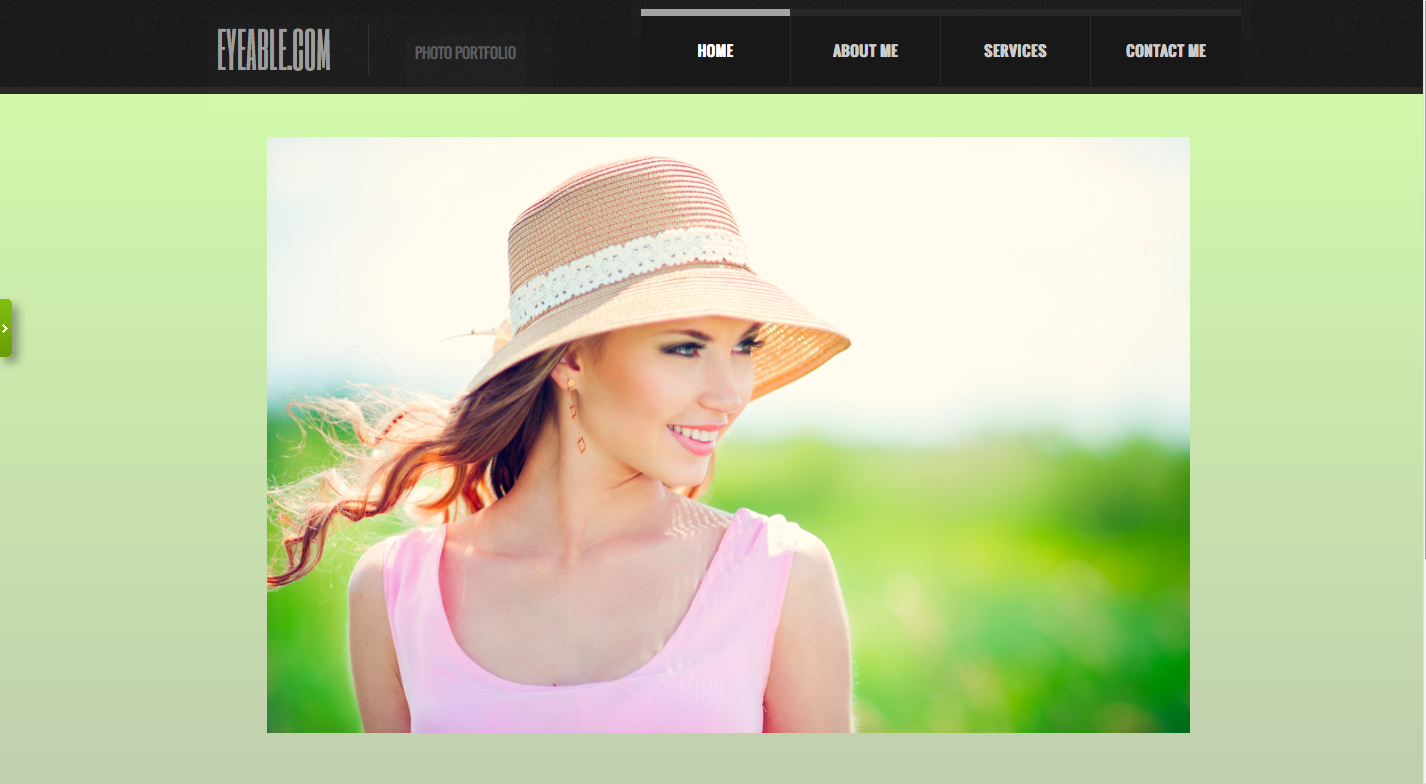 EYEABLE.COM
PHOTO PORTFOLIO
HOME
ABOUT ME
SERVICES
CONTACT ME